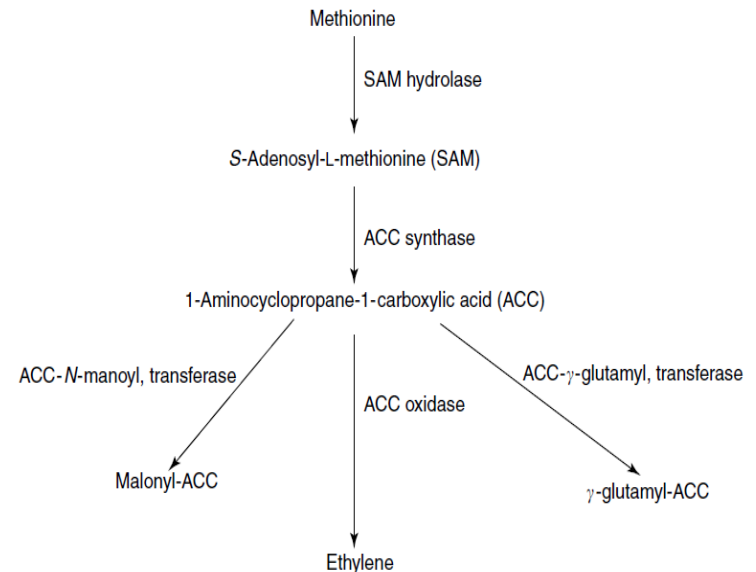 Methionine
SAM hydrolase
S-Adenosyl-L-methionine (SAM)
ACC synthase
1-Aminocyclopropane-1-carboxylic acid (ACC)
ACC-N-manoyl, transferase
ACC-γ-glutamyl, transferase
ACC oxidase
Malonyl-ACC
γ-glutamyl-ACC
Ethylene